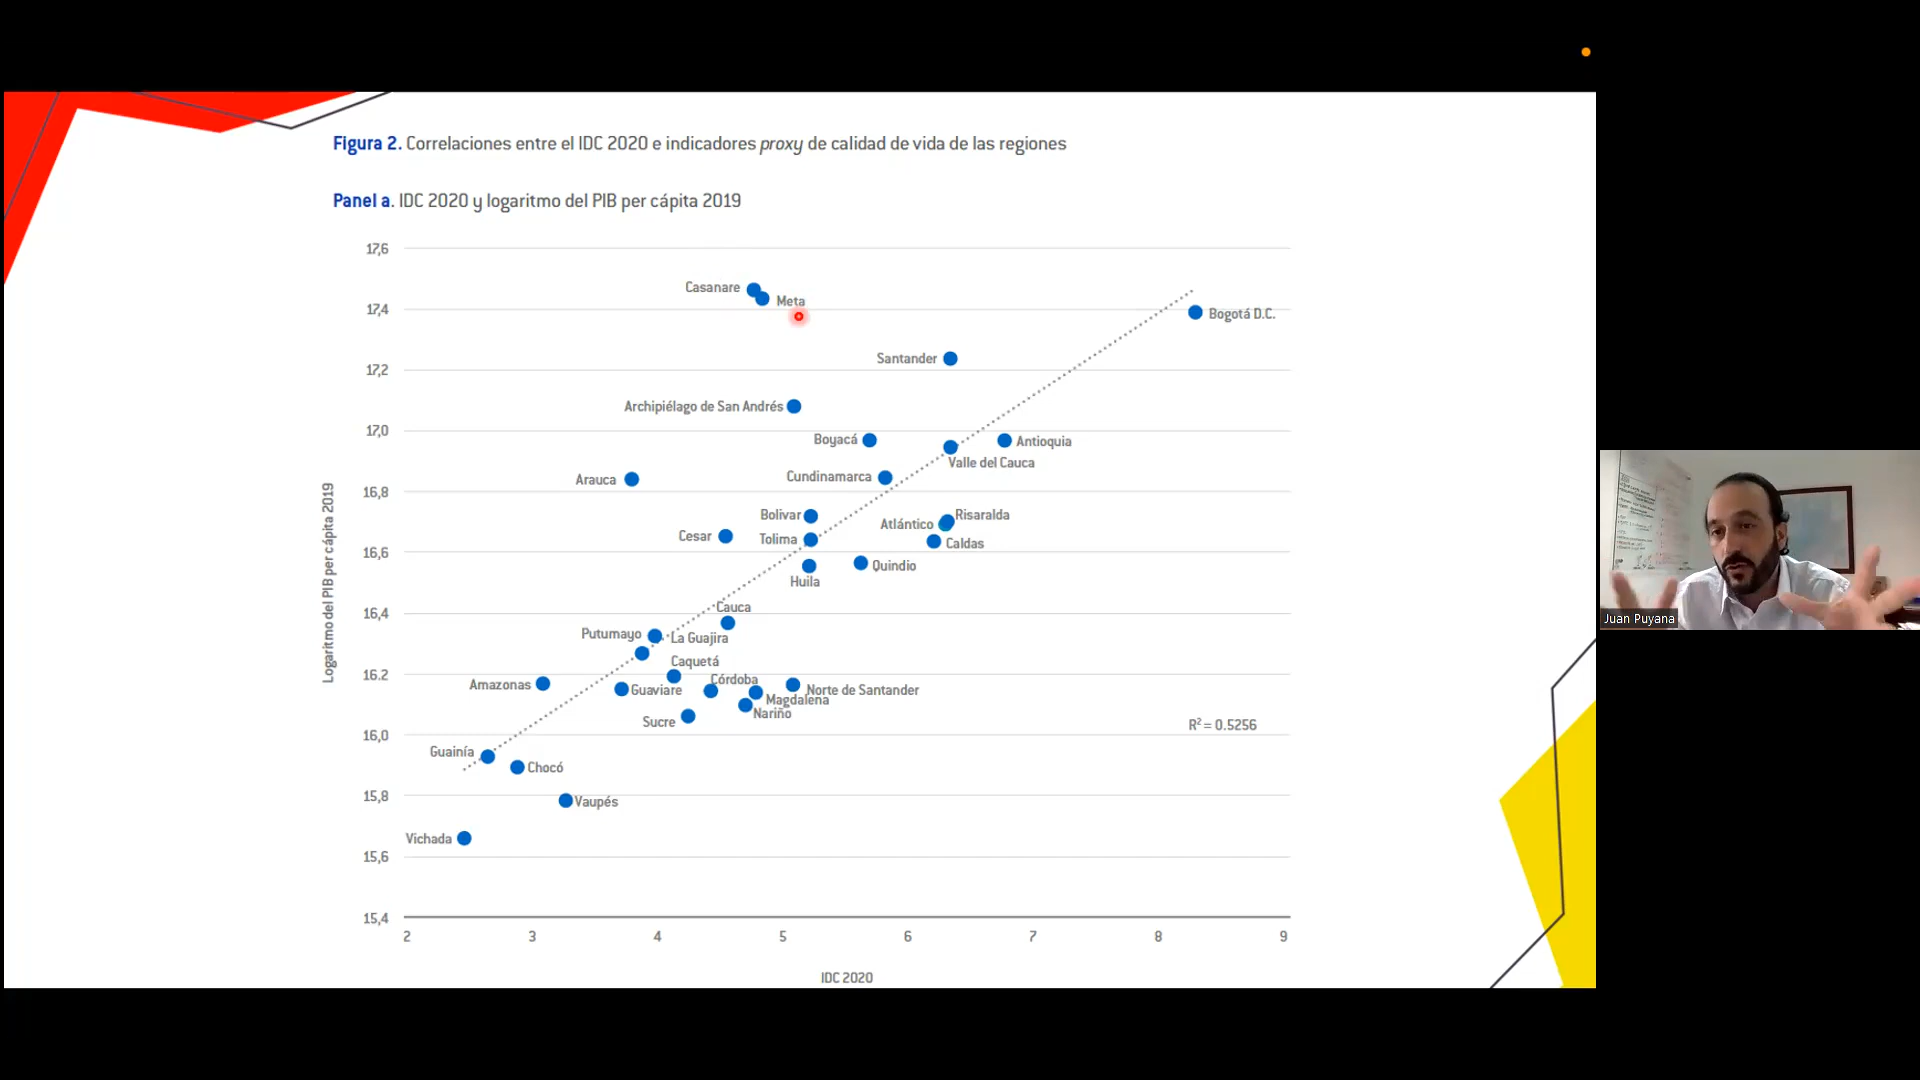 Figura 2. Correlaciones entre el IDC 2020 e indicadores proxy de calidad de vida de las regiones
Panel a. IDC 2020 y logaritmo del PIB per cápita 2019
17,6
Casanare
Meta
17,4
Bogotá D.C.
Santander
17,2
Archipiélago de San Andrés
17,0
Boyacá
Antioquia
Valle del Cauca
Cundinamarca
Arauca
16,8
Bolivar
Risaralda
Atlántico
Cesar
Tolima
Caldas
16,6
Quindio
Huila
Cauca
16,4
Putumayo
La Guajira
Caquetá
16,2
Córdoba
Amazonas
Guaviare
Norte de Santander
Magdalena
Nariño
Sucre
R² = 0.5256
16,0
Guainía
Chocó
15,8
Vaupés
Vichada
15,6
15,4
Logaritmo del PIB per cápita 2019
2 3 4 5 6 7 8 9
IDC 2020
Juan Puyana